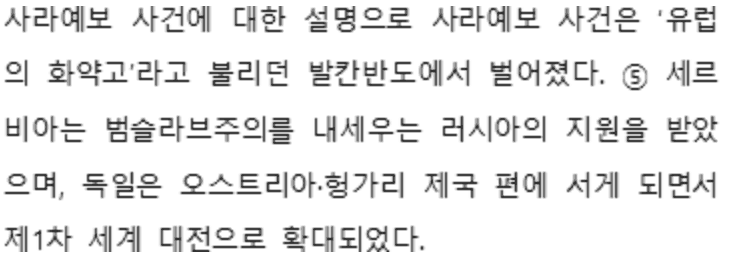 사라예보 사건에 대한 설명으로 사라예보 사건은 '유럽
의 화약고'라고 불리던 발칸반도에서 벌어졌다. ⑤ 세르
비아는 범슬라브주의를 내세우는 러시아의 지원을 받았
으며, 독일은 오스트리아·헝가리 제국 편에 서게 되면서
제1차 세계 대전으로 확대되었다.